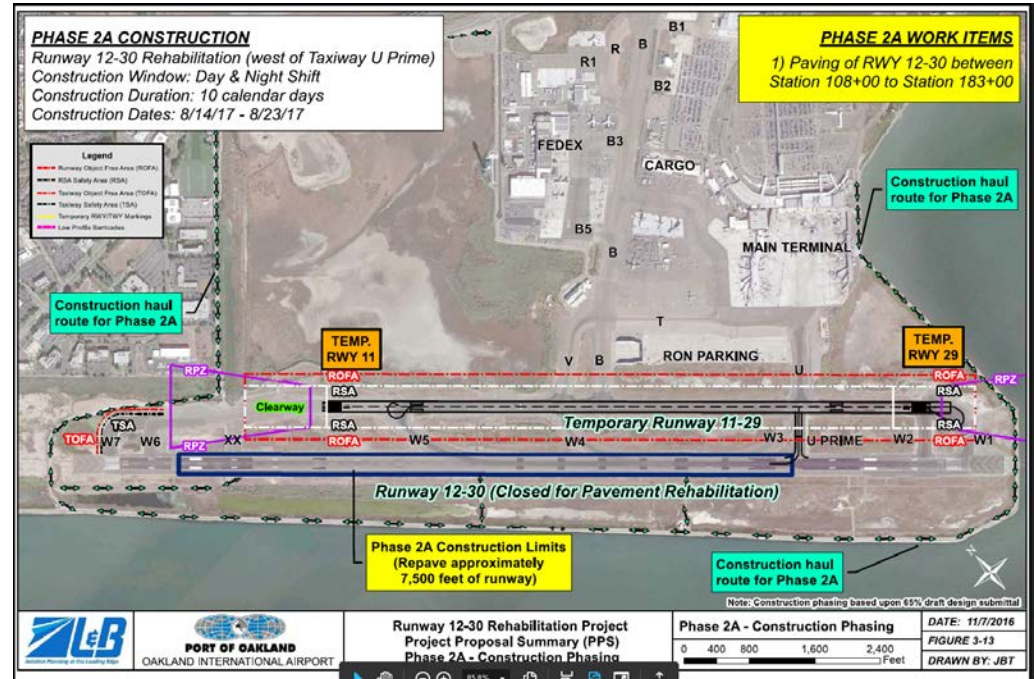 PHASE 2A CONSTRUCTION
Runway 12-30 Rehabilitation (west of Taxiway U Prime)
Construction Window: Day & Night Shift
Construction Duration: 10 calendar days
Construction Dates: 8/14/17 - 8/23/17
PHASE 2A WORK ITEMS
1) Paving of RWY 12-30 between
Station 108+00 to Station 183+00
Legend
Runway Object Free Area (ROFA)
RSA Safety Area (RSA)
Taxiway Object Free Area (TOFA)
Taxiway Safety Area (TSA)
Temporary RWY/TWY Markings
Low Profile Barricades
B1
R
B
R1
B2
FEDEX
B3
CARGO
Construction haul
route for Phase 2A
B5
B
MAIN TERMINAL
Construction haul
route for Phase 2A
T
TEMP.
RWY 11
V
B
RON PARKING
U
TEMP.
RWY 29
RPZ
ROFA
ROFA
RPZ
RSA
RSA
Clearway
Temporary Runway 11-29
TSA
RSA
RSA
TOFA
W7
W6
XX
RPZ
ROFA
W5
W4
W3
U PRIME
W2
ROFA
W1
Runway 12-30 (Closed for Pavement Rehabilitation)
Phase 2A Construction Limits
(Repave approximately
7,500 feet of runway)
Construction haul
route for Phase 2A
N
Note: Construction phasing based upon 65% draft design submittal
L&B
Aviation Planning at the Leading Edge
PORT OF OAKLAND
OAKLAND INTERNATIONAL AIRPORT
Runway 12-30 Rehabilitation Project
Project Proposal Summary (PPS)
Phase 2A - Construction Phasing
Phase 2A - Construction Phasing
0 400 800 1,600 2,400
Feet
DATE: 11/7/2016
FIGURE 3-13
DRAWN BY: JBT